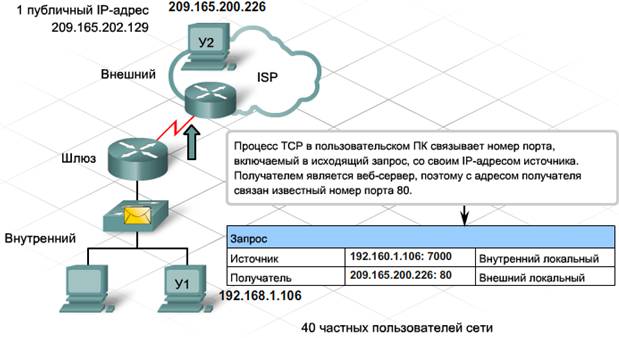 1 публичный IP-адрес
209.165.202.129
209.165.200.226
У2
Внешний
ISP
Шлюз
Процесс TCP в пользовательском ПК связывает номер порта,
включаемый в исходящий запрос, со своим IP-адресом источника.
Получателем является веб-сервер, поэтому с адресом получателя
связан известный номер порта 80.
Внутренний
Запрос
Источник 192.160.1.106: 7000 Внутренний локальный
Получатель 209.165.200.226: 80 Внешний локальный
У1
192.168.1.106
40 частных пользователей сети